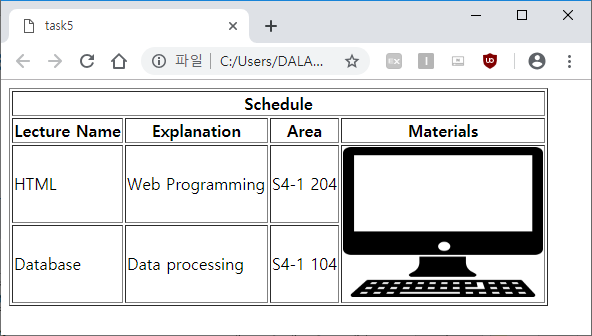 task5
파일 C:/Users/DALA...
Schedule
Lecture Name Explanation Area Materials
HTML Web Programming S4-1 204
Database Data processing S4-1 104